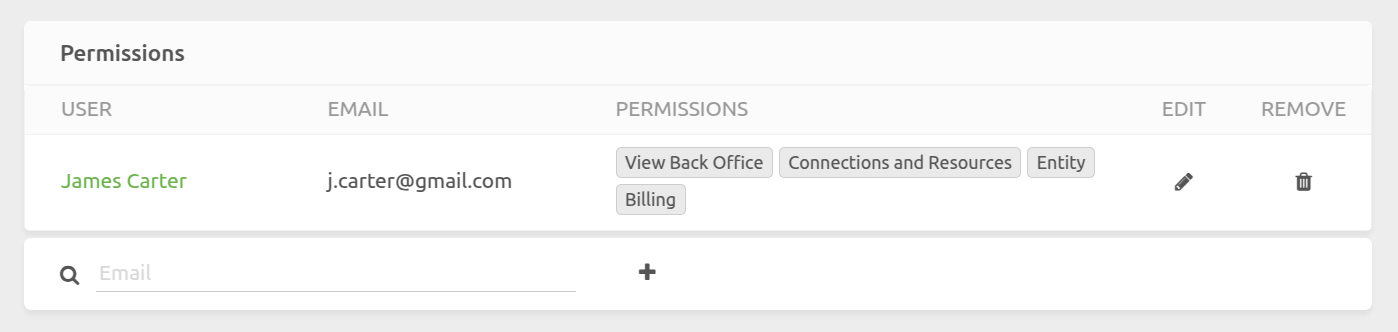 Permissions
USER EMAIL PERMISSIONS EDIT REMOVE
James Carter j.carter@gmail.com View Back Office Connections and Resources Entity
Billing
Email